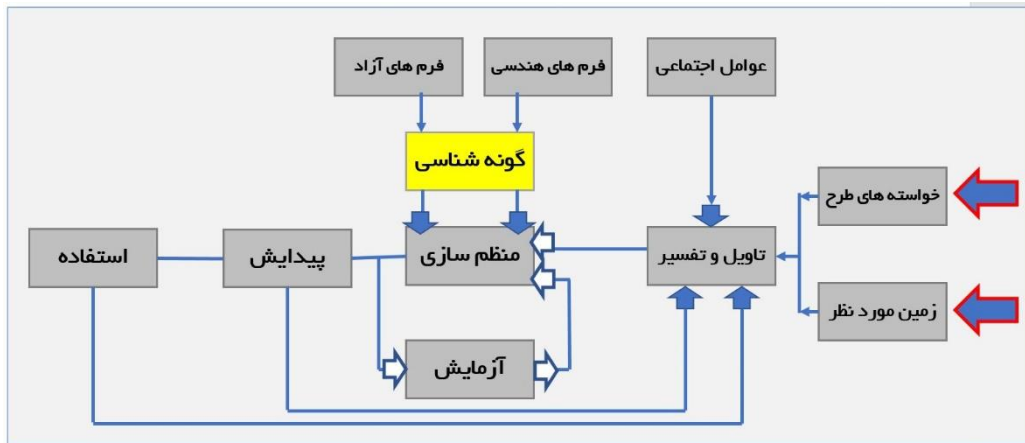 عوامل اجتماعی
فرم های هندسی
فرم های آزاد
گونه شناسی
خواسته های طرح
تاویل و تفسیر
منظم سازی
پیدایش
استفاده
زمین مورد نظر
آزمایش